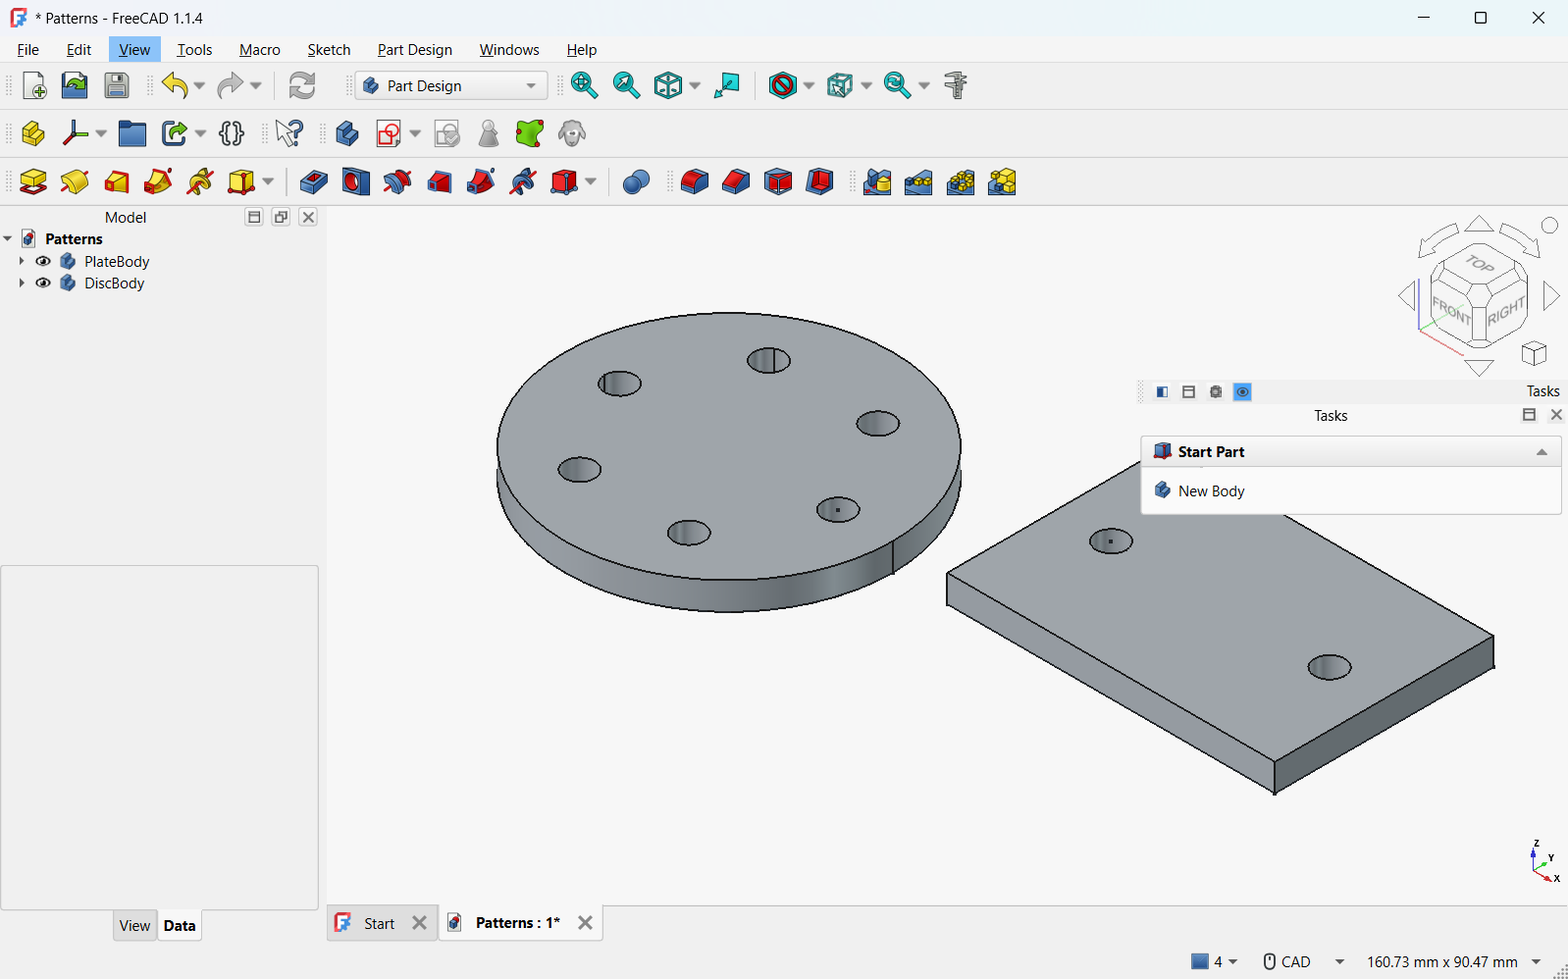 * Patterns - FreeCAD 1.1.4
File Edit View Tools Macro Sketch Part Design Windows Help
Part Design
Model
Patterns
PlateBody
DiscBody
TOP
FRONT
RIGHT
Tasks
Tasks
Start Part
New Body
Z
Y
X
View Data
Start
Patterns : 1*
4
CAD
160.73 mm x 90.47 mm